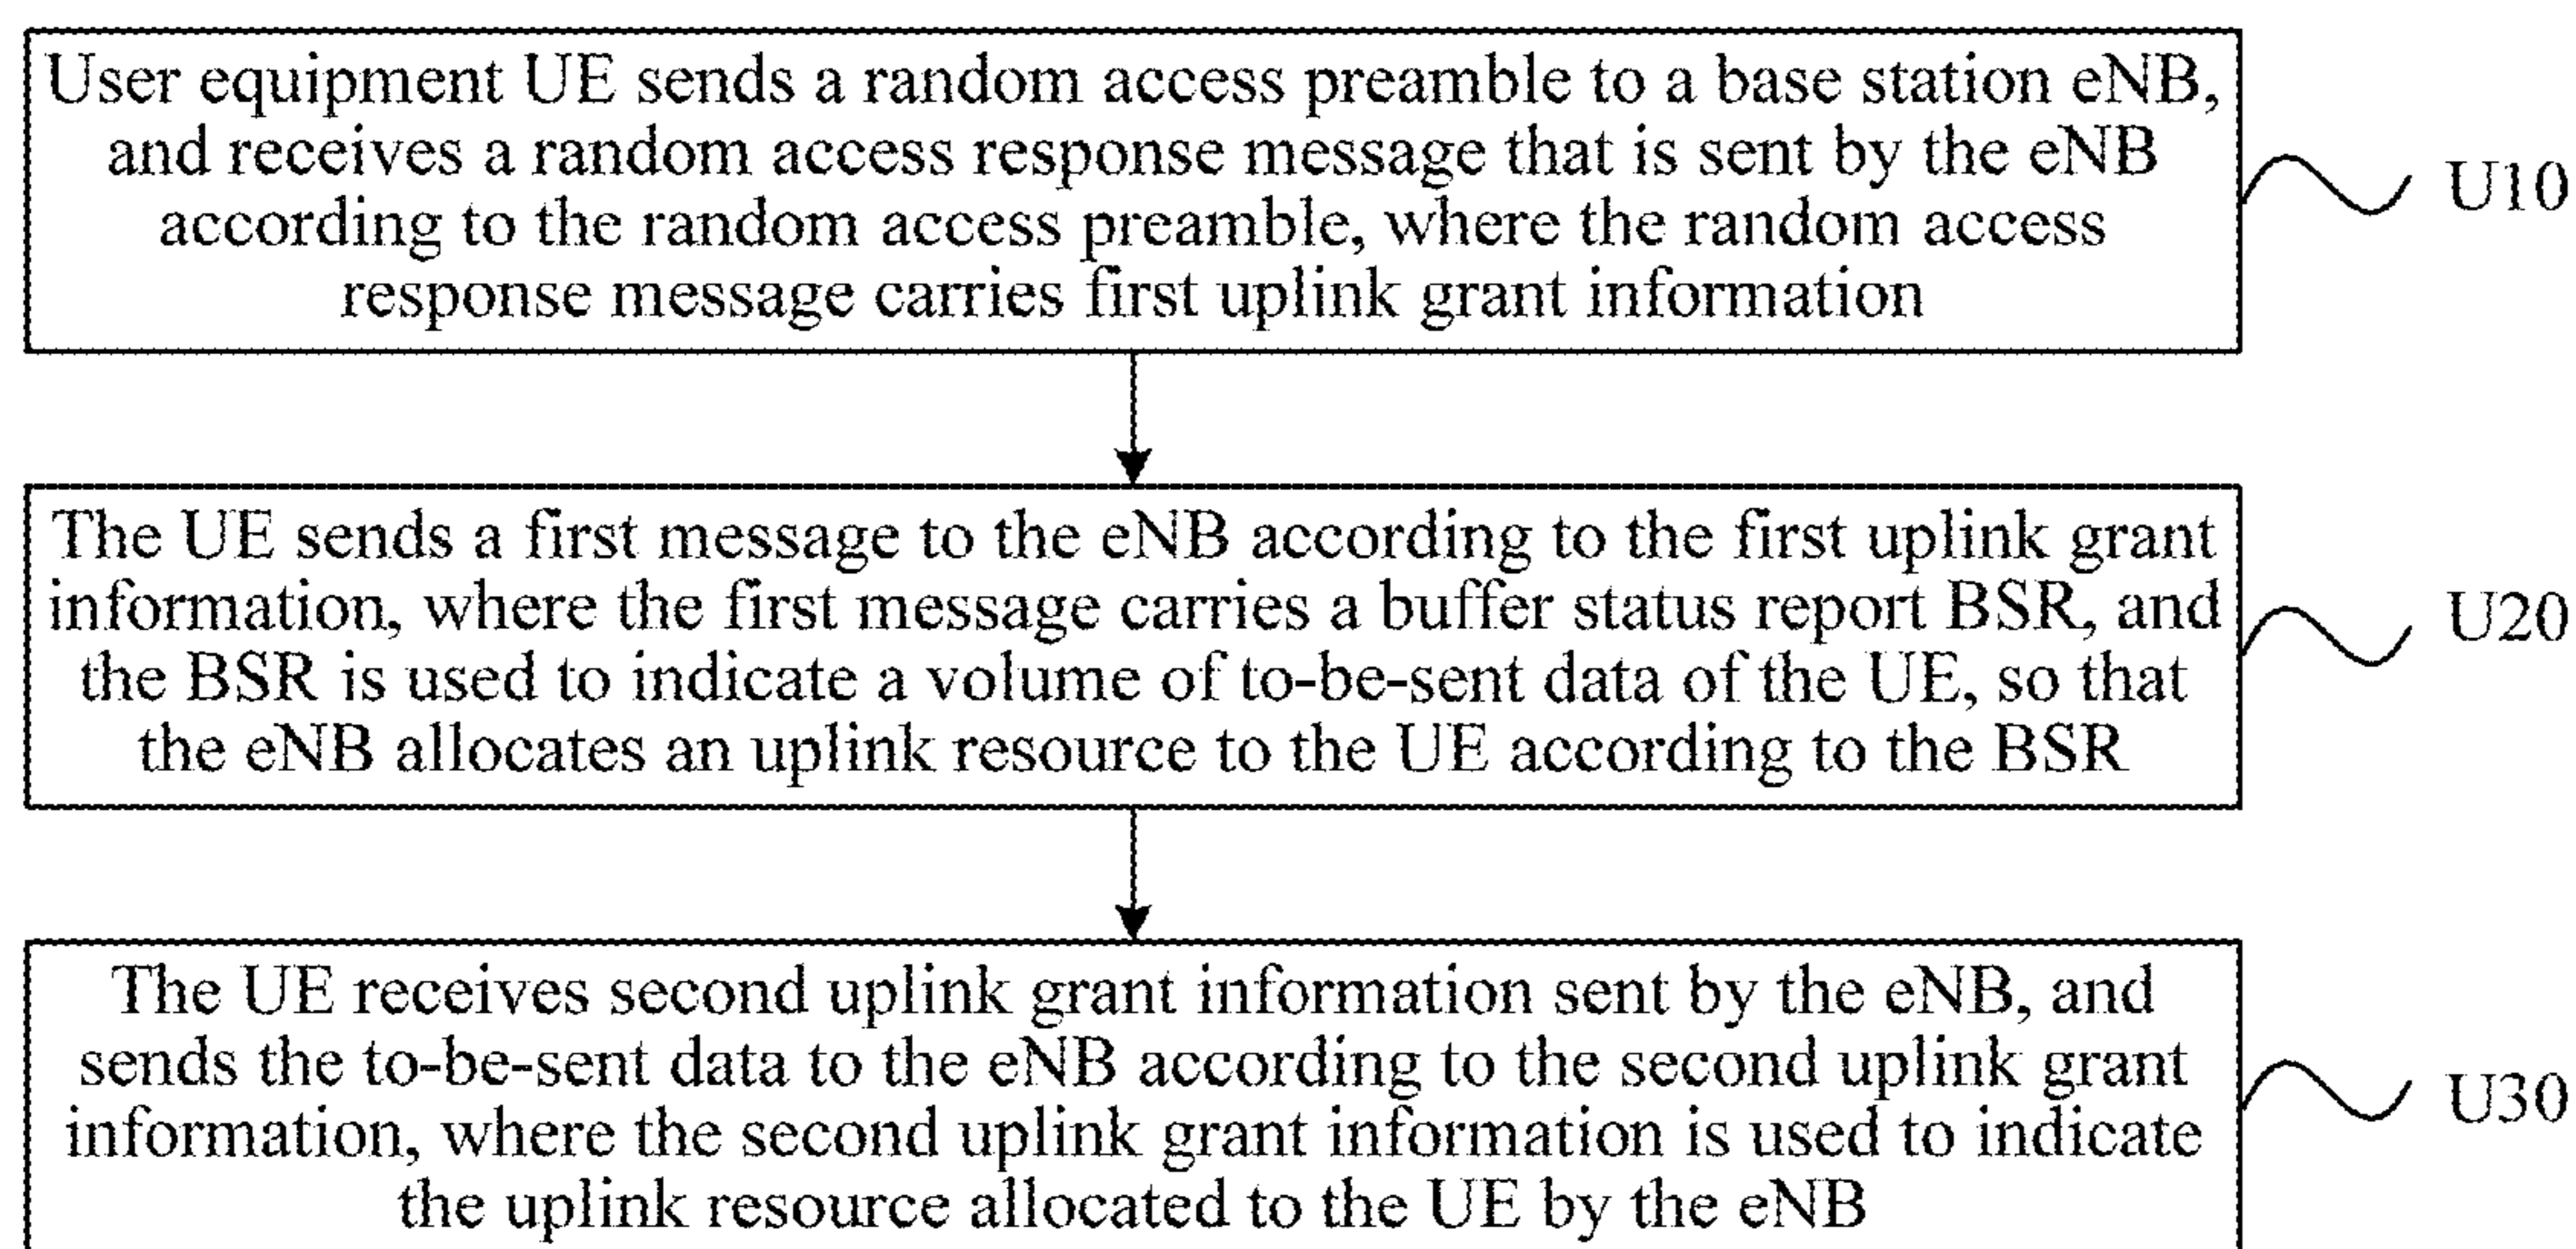 User equipment UE sends a random access preamble to a base station eNB,
and receives a random access response message that is sent by the eNB
according to the random access preamble, where the random access
response message carries first uplink grant information
U10
The UE sends a first message to the eNB according to the first uplink grant
information, where the first message carries a buffer status report BSR, and
the BSR is used to indicate a volume of to-be-sent data of the UE, so that
the eNB allocates an uplink resource to the UE according to the BSR
U20
The UE receives second uplink grant information sent by the eNB, and
sends the to-be-sent data to the eNB according to the second uplink grant
information, where the second uplink grant information is used to indicate
the uplink resource allocated to the UE by the eNB
U30